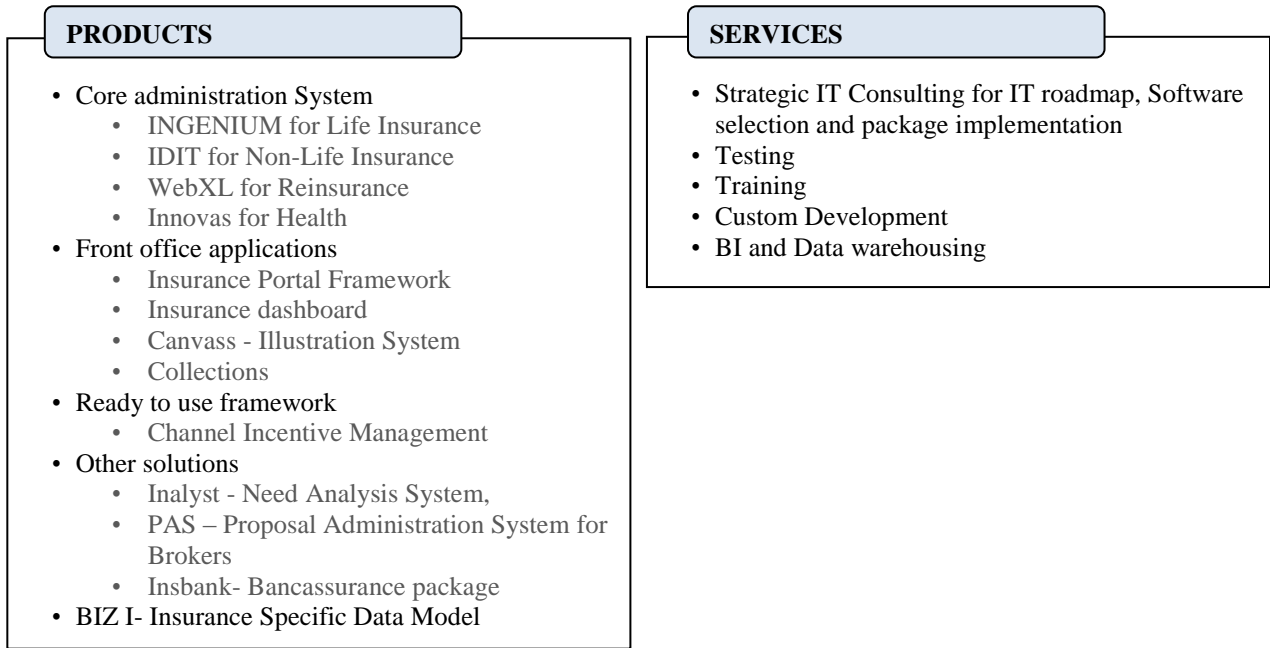 PRODUCTS
• Core administration System
• INGENIUM for Life Insurance
• IDIT for Non-Life Insurance
• WebXL for Reinsurance
• Innovas for Health
• Front office applications
• Insurance Portal Framework
• Insurance dashboard
• Canvass - Illustration System
• Collections
• Ready to use framework
• Channel Incentive Management
• Other solutions
• Inalyst - Need Analysis System,
• PAS – Proposal Administration System for
Brokers
• Insbank- Bancassurance package
• BIZ I- Insurance Specific Data Model
SERVICES
• Strategic IT Consulting for IT roadmap, Software
selection and package implementation
• Testing
• Training
• Custom Development
• BI and Data warehousing